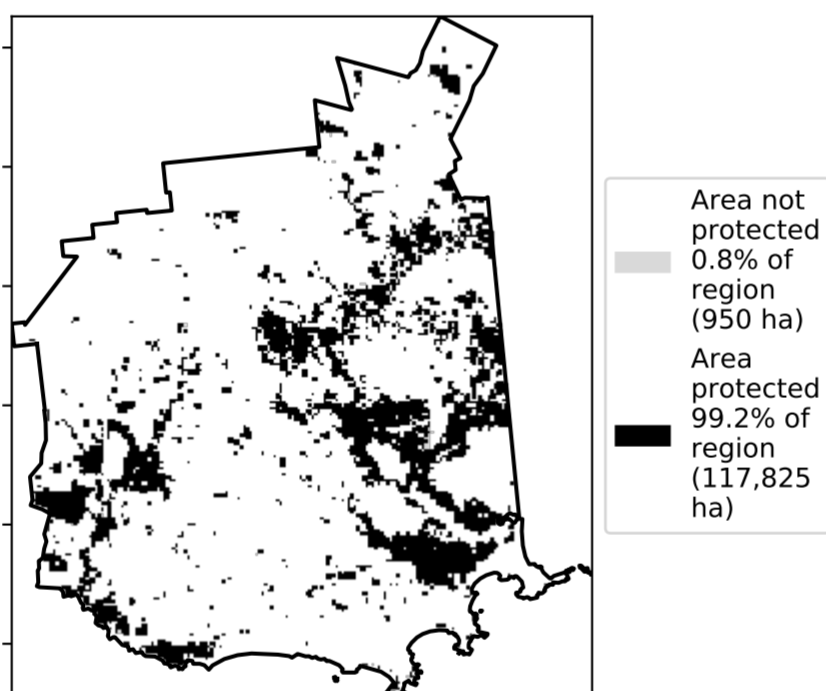 Area not
protected
0.8% of
region
(950 ha)
Area
protected
99.2% of
region
(117,825
ha)